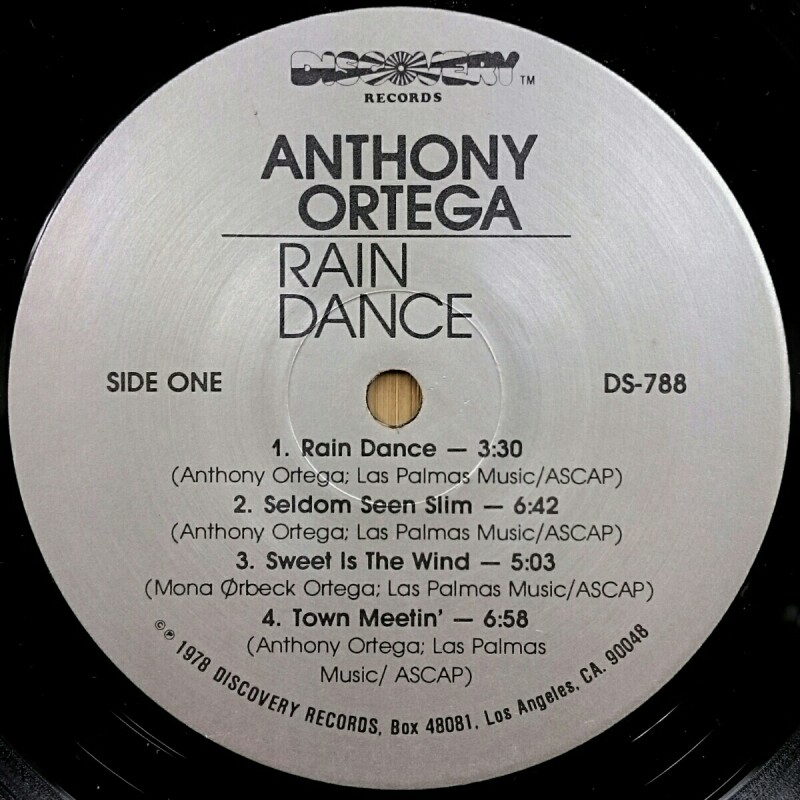 DISCOVERY TM
RECORDS
ANTHONY
ORTEGA
RAIN
DANCE
SIDE ONE
DS-788
1. Rain Dance — 3:30
(Anthony Ortega; Las Palmas Music/ASCAP)
2. Seldom Seen Slim — 6:42
(Anthony Ortega; Las Palmas Music/ASCAP)
3. Sweet Is The Wind — 5:03
(Mona Ørbeck Ortega; Las Palmas Music/ASCAP)
4. Town Meetin' — 6:58
(Anthony Ortega; Las Palmas
Music/ ASCAP)
©℗ 1978 DISCOVERY RECORDS, Box 48081, Los Angeles, CA. 90048